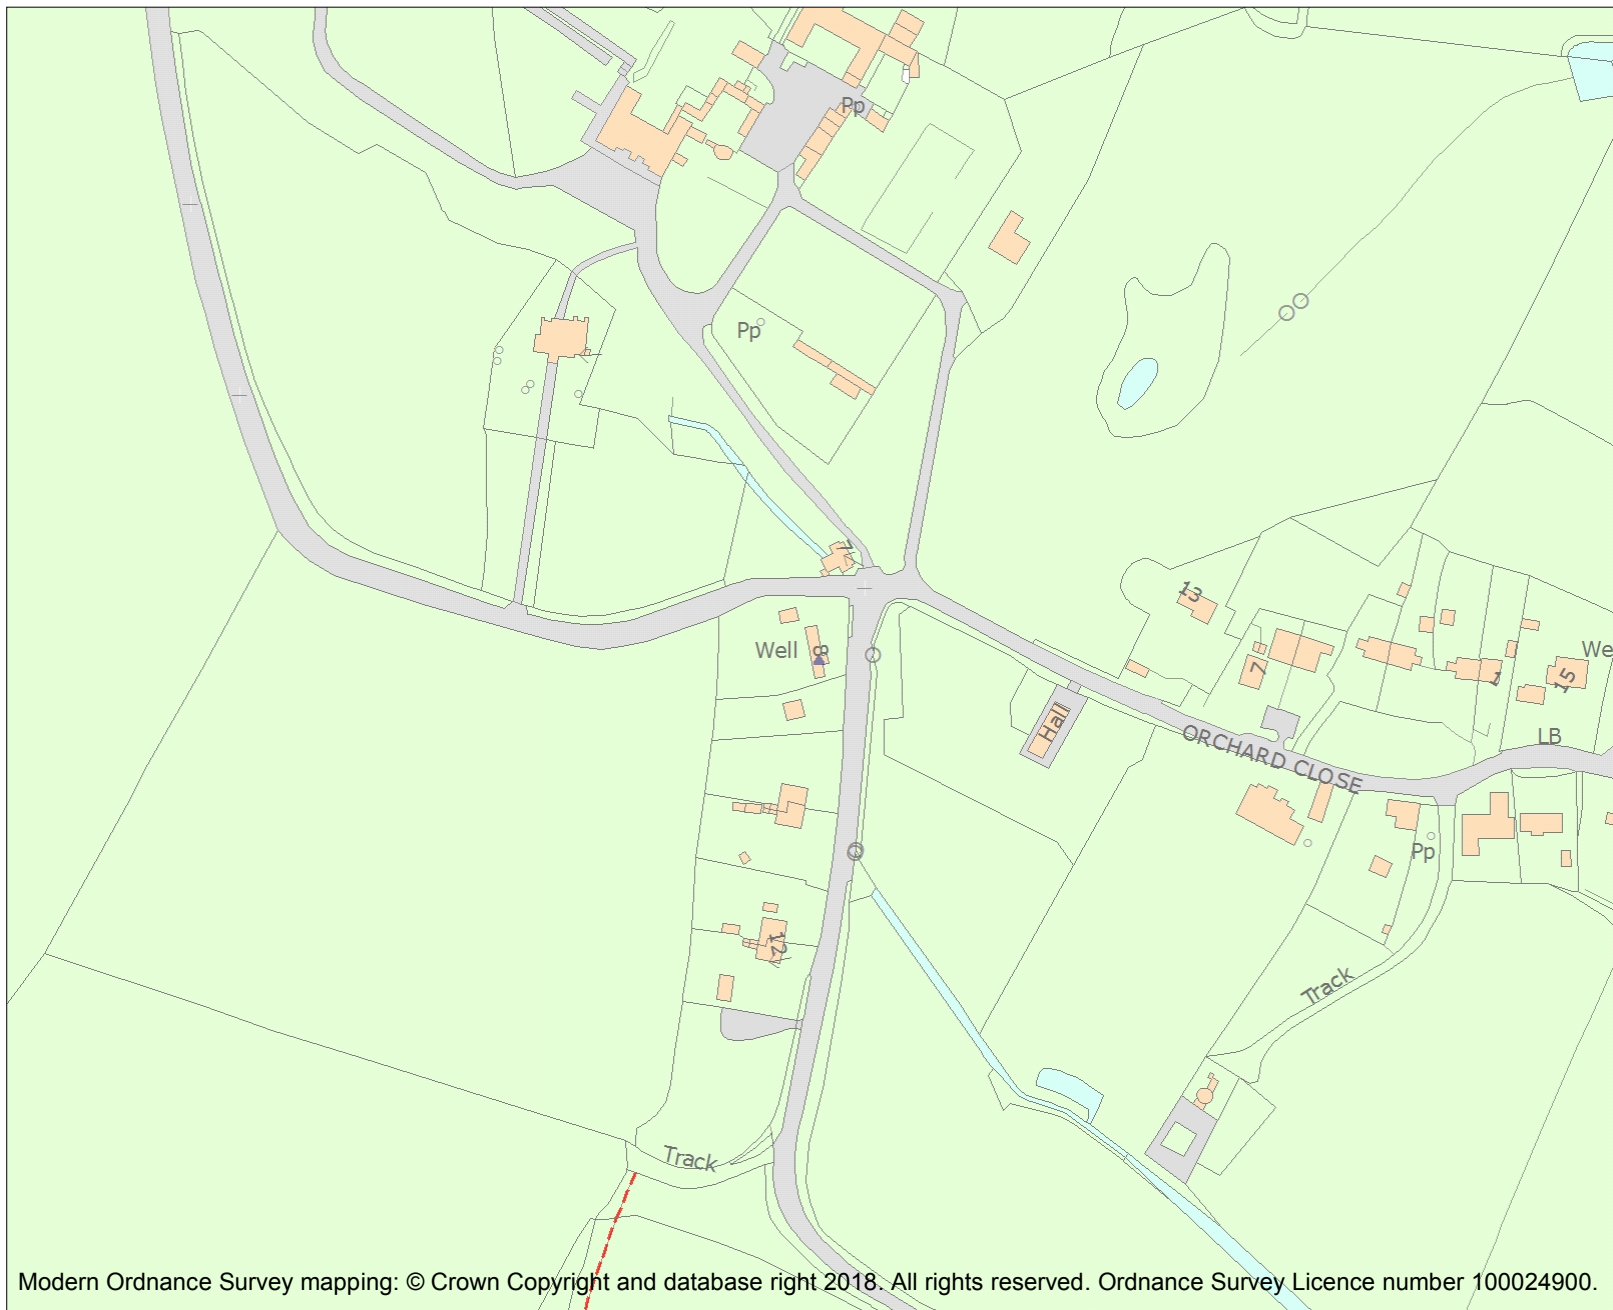 Pp
Pp
7
13
Well
8
7
1
15
We
Hall
ORCHARD CLOSE
LB
Pp
12
Track
Track
Modern Ordnance Survey mapping: © Crown Copyright and database right 2018. All rights reserved. Ordnance Survey Licence number 100024900.